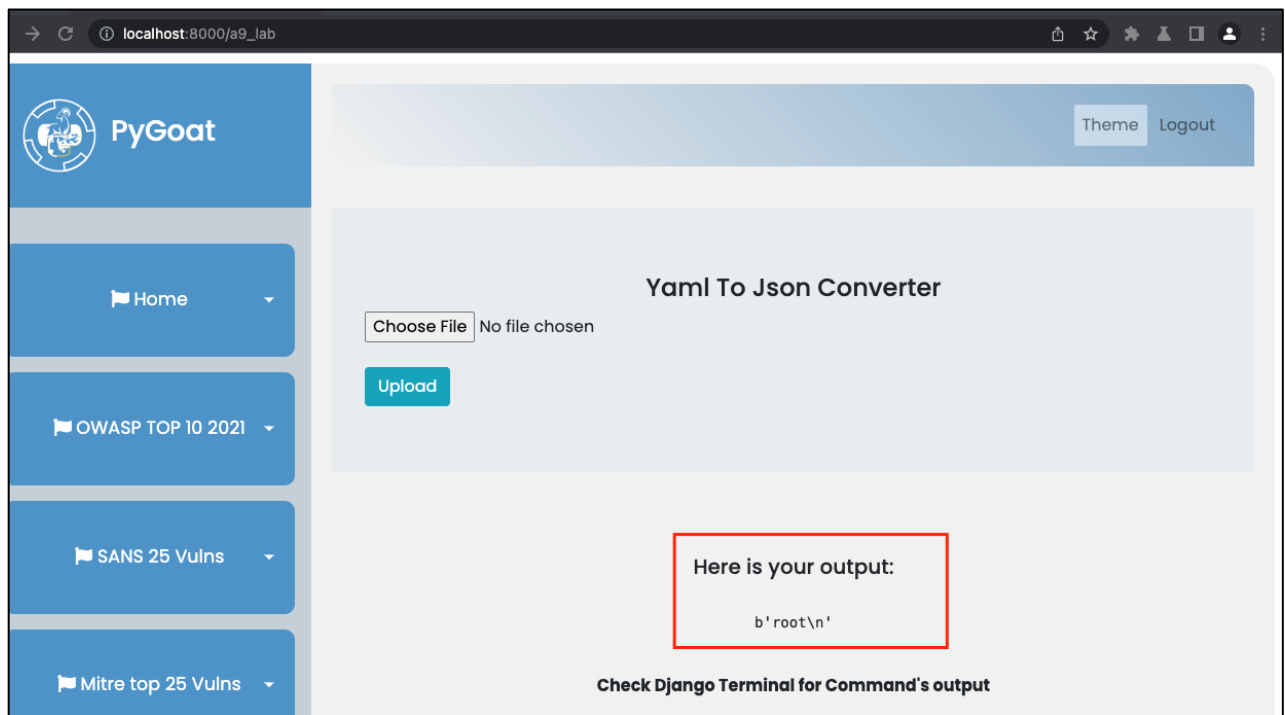 localhost:8000/a9_lab
PyGoat
Theme Logout
Home
OWASP TOP 10 2021
SANS 25 Vulns
Mitre top 25 Vulns
Yaml To Json Converter
Choose File No file chosen
Upload
Here is your output:
b'root\n'
Check Django Terminal for Command's output